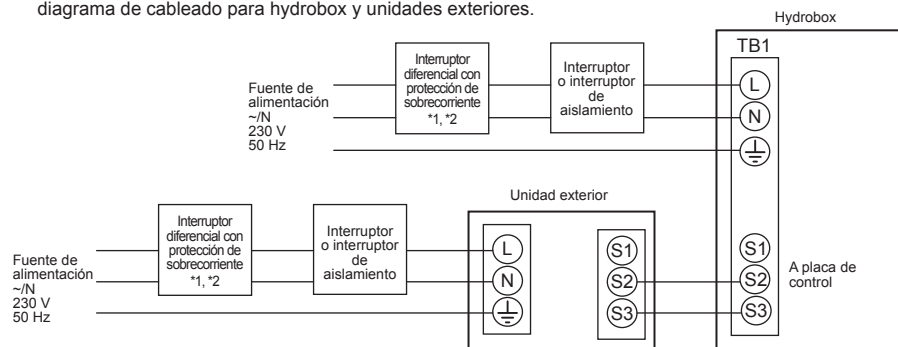 diagrama de cableado para hydrobox y unidades exteriores.
Hydrobox
TB1
Fuente de
alimentación
~/N
230 V
50 Hz
Interruptor
diferencial con
protección de
sobrecorriente
*1, *2
Interruptor
o interruptor
de
aislamiento
L
N
Unidad exterior
Fuente de
alimentación
~/N
230 V
50 Hz
Interruptor
diferencial con
protección de
sobrecorriente
*1, *2
Interruptor
o interruptor
de
aislamiento
L
N
S1
S2
S3
S1
S2
S3
A placa de
control